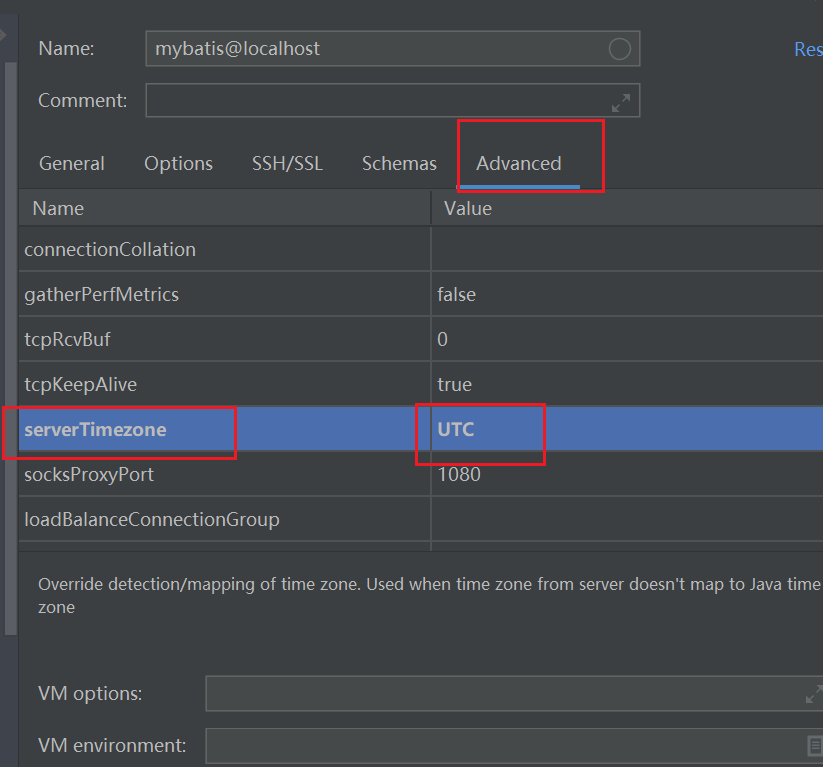 Name: mybatis@localhost Res
Comment:
General Options SSH/SSL Schemas Advanced
Name Value
connectionCollation
gatherPerfMetrics false
tcpRcvBuf 0
tcpKeepAlive true
serverTimezone UTC
socksProxyPort 1080
loadBalanceConnectionGroup
Override detection/mapping of time zone. Used when time zone from server doesn't map to Java time
zone
VM options:
VM environment: